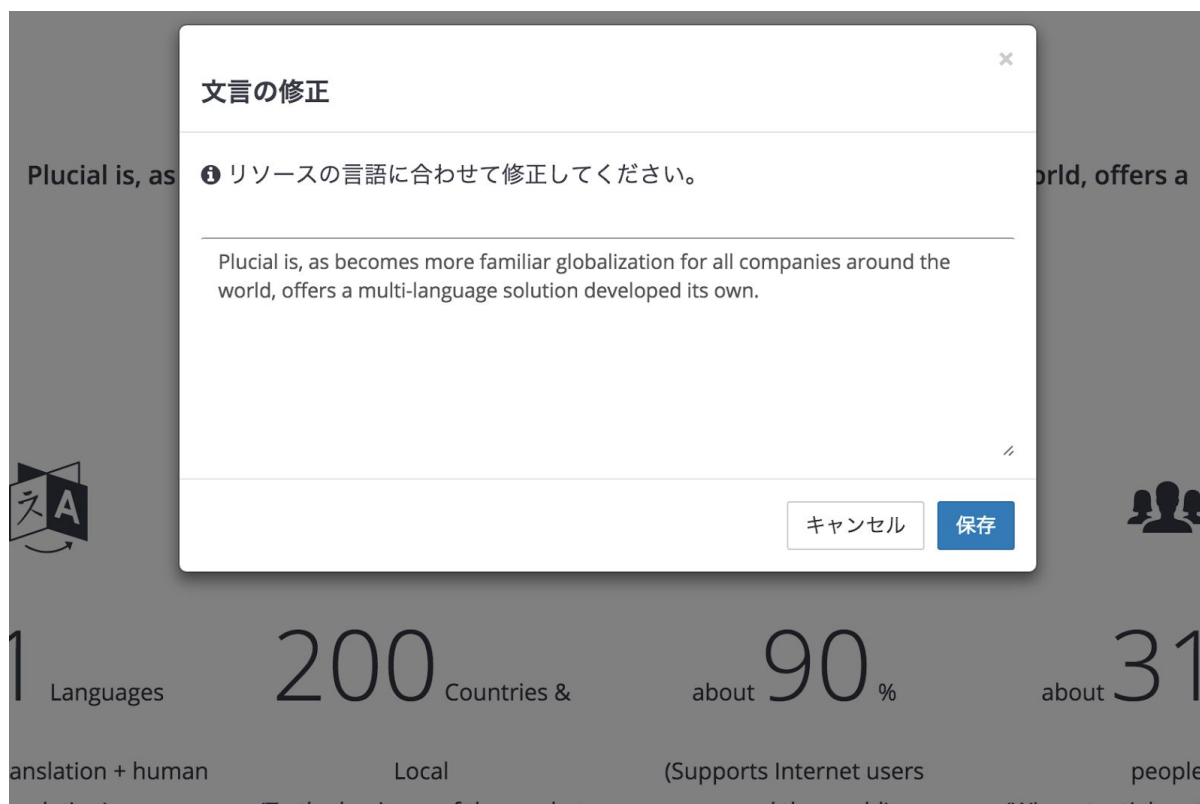 ×
文言の修正
Plucial is, as
リソースの言語に合わせて修正してください。
orld, offers a
Plucial is, as becomes more familiar globalization for all companies around the
world, offers a multi-language solution developed its own.
キャンセル 保存
1 Languages
200 Countries &
about 90 %
about 31
anslation + human
Local
(Supports Internet users
people